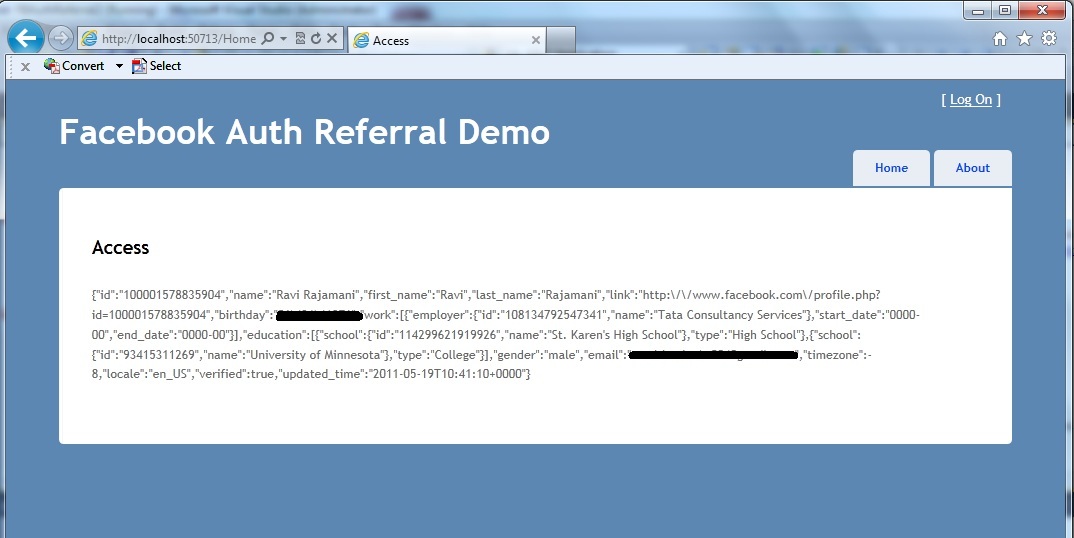 http://localhost:50713/Home
Access
x Convert Select
[ Log On ]
Facebook Auth Referral Demo
Home About
Access
{"id":"100001578835904","name":"Ravi Rajamani","first_name":"Ravi","last_name":"Rajamani","link":"http:\/\/www.facebook.com\/profile.php?
id=100001578835904","birthday":" "work":[{"employer":{"id":"108134792547341","name":"Tata Consultancy Services"},"start_date":"0000-
00","end_date":"0000-00"}],"education":[{"school":{"id":"114299621919926","name":"St. Karen's High School"},"type":"High School"},{"school":
{"id":"93415311269","name":"University of Minnesota"},"type":"College"}],"gender":"male","email":" ","timezone":-
8,"locale":"en_US","verified":true,"updated_time":"2011-05-19T10:41:10+0000"}